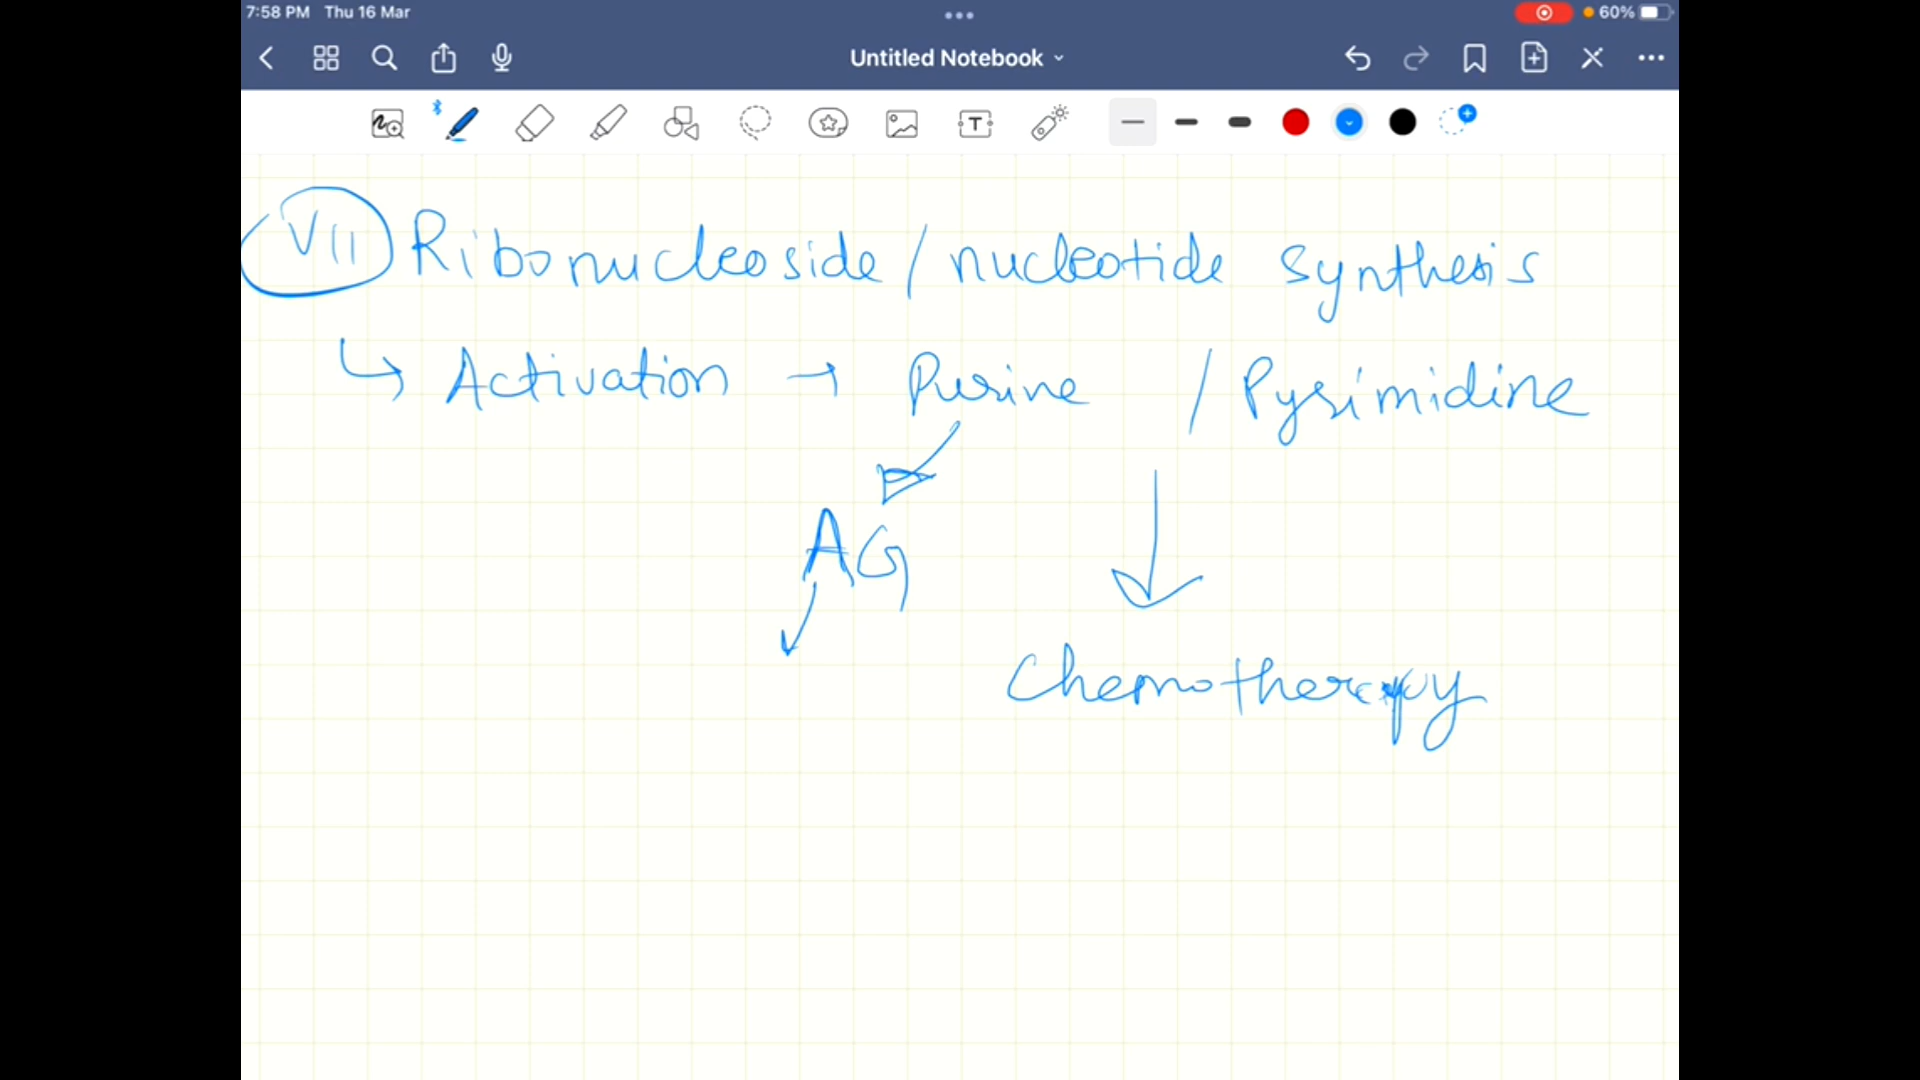 7:58 PM Thu 16 Mar
60%
Untitled Notebook
T
VII Ribonucleoside / nucleotide synthesis
↳ Activation → Purine / Pyrimidine
AG
Chemotherapy